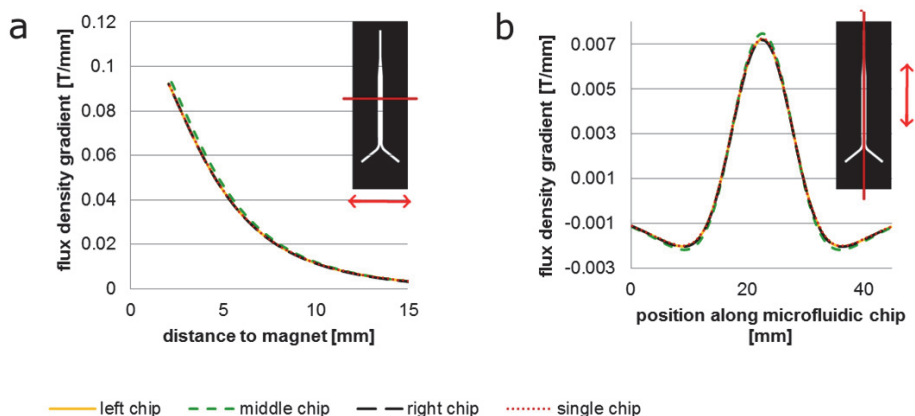 a
flux density gradient [T/mm]
0.12
0.1
0.08
0.06
0.04
0.02
0
0
5
10
15
distance to magnet [mm]
b
flux density gradient [T/mm]
0.007
0.005
0.003
0.001
-0.001
-0.003
0
20
40
position along microfluidic chip
[mm]
left chip
middle chip
right chip
single chip